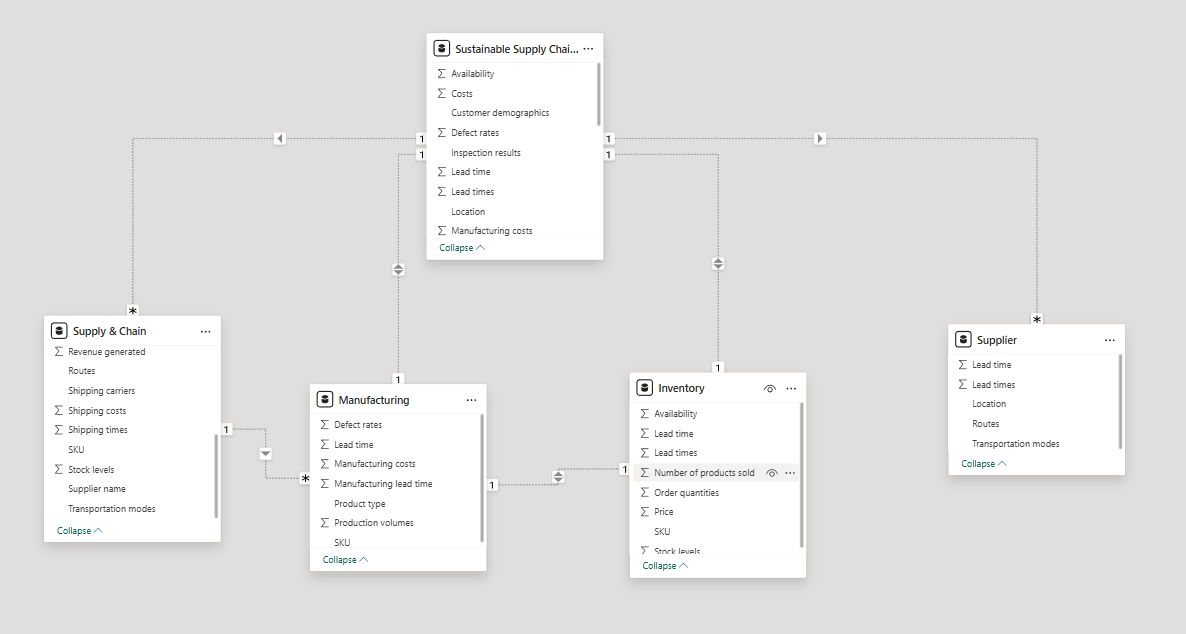 Sustainable Supply Chai... ...
Availability
Costs
Customer demographics
Defect rates
Inspection results
Lead time
Lead times
Location
Manufacturing costs
Collapse
1
1
1
1
*
1
1
*
Supply & Chain ...
Revenue generated
Routes
Shipping carriers
Shipping costs
Shipping times
SKU
Stock levels
Supplier name
Transportation modes
Collapse
1
*
Manufacturing ...
Defect rates
Lead time
Manufacturing costs
Manufacturing lead time
Product type
Production volumes
SKU
Collapse
1
1
Inventory ...
Availability
Lead time
Lead times
Number of products sold ...
Order quantities
Price
SKU
Stock levels
Collapse
Supplier ...
Lead time
Lead times
Location
Routes
Transportation modes
Collapse